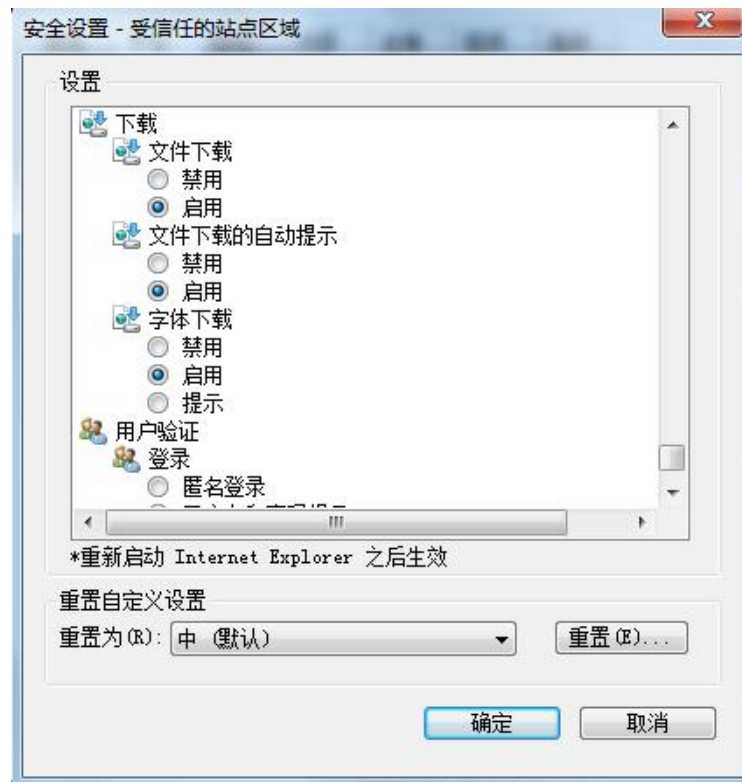 安全设置 - 受信任的站点区域
设置
下载
文件下载
禁用
启用
文件下载的自动提示
禁用
启用
字体下载
禁用
启用
提示
用户验证
登录
匿名登录
*重新启动 Internet Explorer 之后生效
重置自定义设置
重置为(R): 中 (默认) 重置(E)...
确定 取消